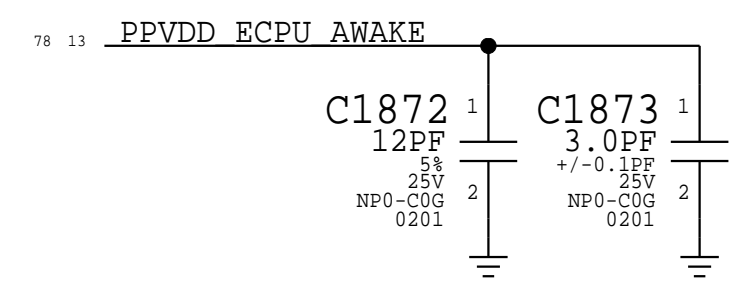 78 13 PPVDD_ECPU_AWAKE
C1872 1
12PF
5%
25V
NP0-C0G
0201
2
C1873 1
3.0PF
+/-0.1PF
25V
NP0-C0G
0201
2